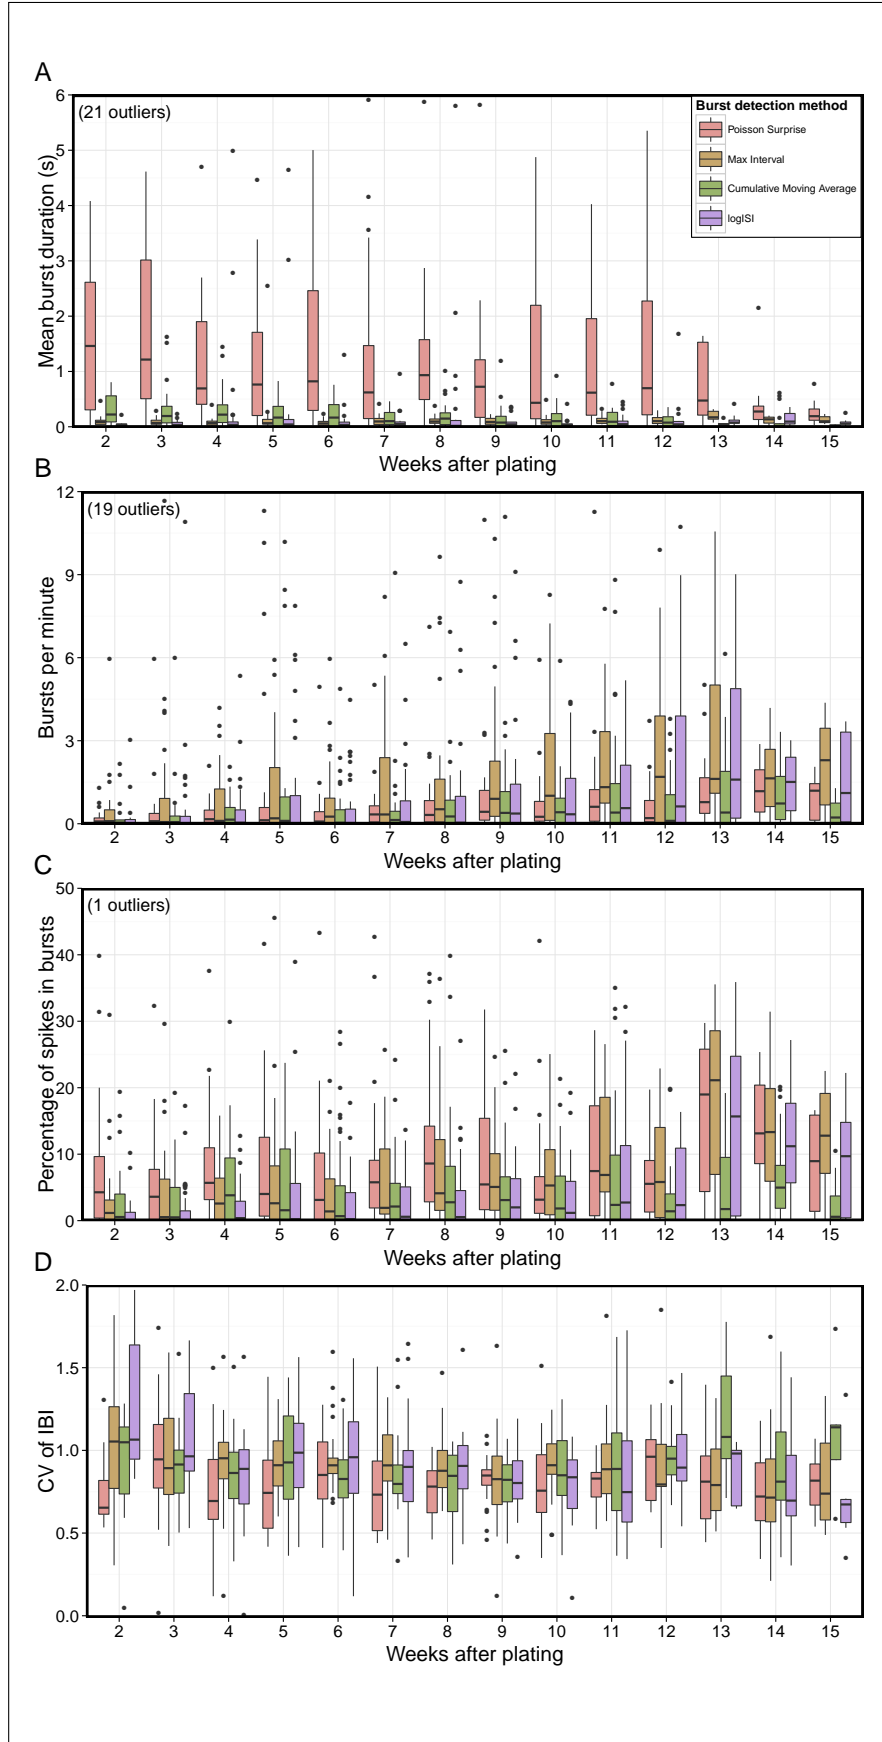 A
(21 outliers)
Burst detection method
Poisson Surprise
Max Interval
Cumulative Moving Average
logISI
Mean burst duration (s)
6
5
4
3
2
1
0
2 3 4 5 6 7 8 9 10 11 12 13 14 15
Weeks after plating
B
(19 outliers)
Bursts per minute
12
9
6
3
0
2 3 4 5 6 7 8 9 10 11 12 13 14 15
Weeks after plating
C
(1 outliers)
Percentage of spikes in bursts
50
40
30
20
10
0
2 3 4 5 6 7 8 9 10 11 12 13 14 15
Weeks after plating
D
CV of IBI
2.0
1.5
1.0
0.5
0.0
2 3 4 5 6 7 8 9 10 11 12 13 14 15
Weeks after plating